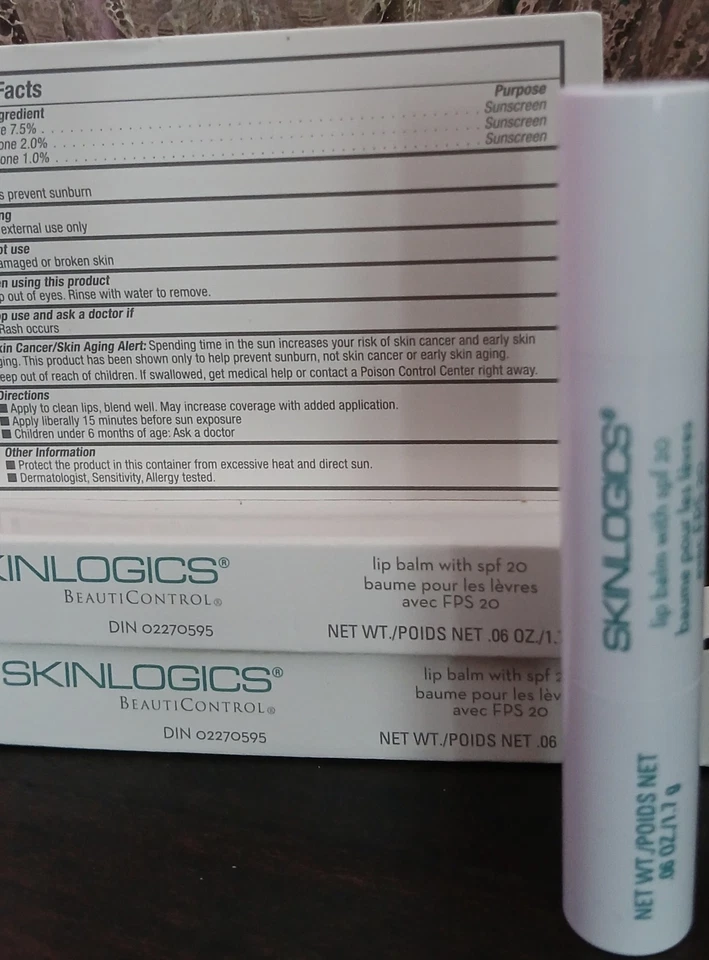 Facts
gredient Purpose
e 7.5% Sunscreen
one 2.0% Sunscreen
one 1.0% Sunscreen
s prevent sunburn
ng
external use only
ot use
amaged or broken skin
n using this product
p out of eyes. Rinse with water to remove.
p use and ask a doctor if
Rash occurs
kin Cancer/Skin Aging Alert: Spending time in the sun increases your risk of skin cancer and early skin
ging. This product has been shown only to help prevent sunburn, not skin cancer or early skin aging.
eep out of reach of children. If swallowed, get medical help or contact a Poison Control Center right away.
Directions
■ Apply to clean lips, blend well. May increase coverage with added application.
■ Apply liberally 15 minutes before sun exposure
■ Children under 6 months of age: Ask a doctor
Other Information
■ Protect the product in this container from excessive heat and direct sun.
■ Dermatologist, Sensitivity, Allergy tested.
KINLOGICS®
BEAUTICONTROL®
DIN 02270595
lip balm with spf 20
baume pour les lèvres
avec FPS 20
NET WT./POIDS NET .06 OZ./1.
SKINLOGICS®
BEAUTICONTROL®
DIN 02270595
lip balm with spf 2
baume pour les lèv
avec FPS 20
NET WT./POIDS NET .06
SKINLOGICS®
lip balm with spf 20
baume pour les lèvres
avec FPS 20
NET WT./POIDS NET
.06 OZ./1.7 g